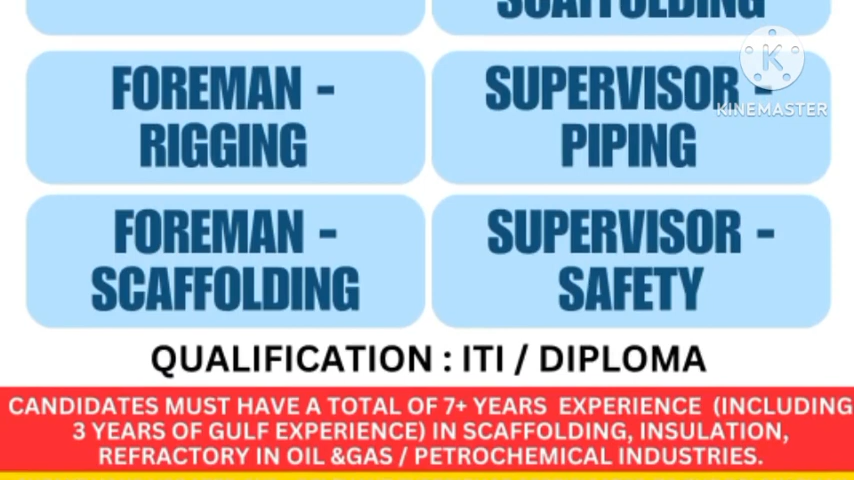 SCAFFOLDING
FOREMAN -
RIGGING
SUPERVISOR -
PIPING
KINEMASTER
FOREMAN -
SCAFFOLDING
SUPERVISOR -
SAFETY
QUALIFICATION : ITI / DIPLOMA
CANDIDATES MUST HAVE A TOTAL OF 7+ YEARS EXPERIENCE (INCLUDING
3 YEARS OF GULF EXPERIENCE) IN SCAFFOLDING, INSULATION,
REFRACTORY IN OIL &GAS / PETROCHEMICAL INDUSTRIES.